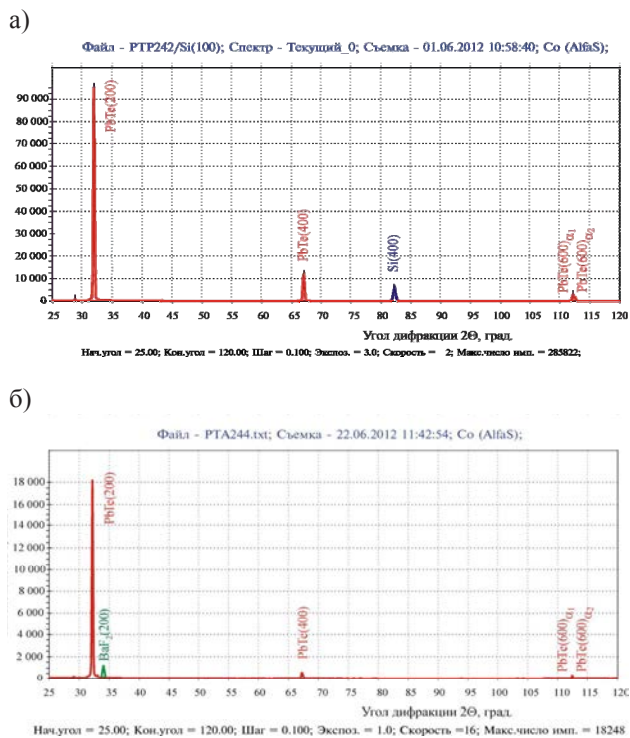 а)
Файл - PTP242/Si(100); Спектр - Текущий_0; Съемка - 01.06.2012 10:58:40; Co (AlfaS);
90 000
80 000
70 000
60 000
50 000
40 000
30 000
20 000
10 000
0
PbTe(200)
PbTe(400)
Si(400)
PbTe(600)α1
PbTe(600)α2
25 30 35 40 45 50 55 60 65 70 75 80 85 90 95 100 105 110 115 120
Угол дифракции 2Θ, град.
Нач.угол = 25.00; Кон.угол = 120.00; Шаг = 0.100; Экспоз. = 3.0; Скорость = 2; Макс.число имп. = 285822;
б)
Файл - PTA244.txt; Съемка - 22.06.2012 11:42:54; Co (AlfaS);
18 000
16 000
14 000
12 000
10 000
8 000
6 000
4 000
2 000
0
PbTe(200)
BaF2(200)
PbTe(400)
PbTe(600)α1
PbTe(600)α2
25 30 35 40 45 50 55 60 65 70 75 80 85 90 95 100 105 110 115 120
Угол дифракции 2Θ, град.
Нач.угол = 25.00; Кон.угол = 120.00; Шаг = 0.100; Экспоз. = 1.0; Скорость =16; Макс.число имп. = 18248